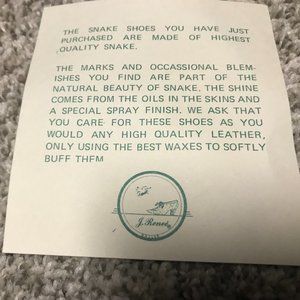 THE SNAKE SHOES YOU HAVE JUST
PURCHASED ARE MADE OF HIGHEST
QUALITY SNAKE.
THE MARKS AND OCCASSIONAL BLEM-
ISHES YOU FIND ARE PART OF THE
NATURAL BEAUTY OF SNAKE. THE SHINE
COMES FROM THE OILS IN THE SKINS AND
A SPECIAL SPRAY FINISH. WE ASK THAT
YOU CARE FOR THESE SHOES AS YOU
WOULD ANY HIGH QUALITY LEATHER,
ONLY USING THE BEST WAXES TO SOFTLY
BUFF THEM
J. Reneé